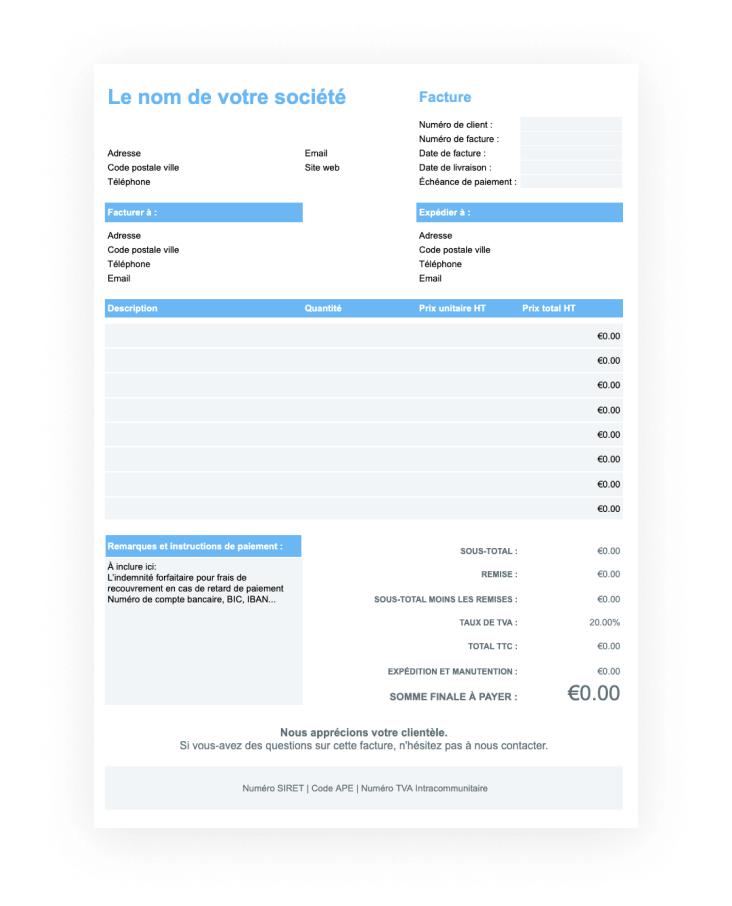 Le nom de votre société
Facture
Numéro de client :
Numéro de facture :
Date de facture :
Date de livraison :
Échéance de paiement :
Adresse
Email
Code postale ville
Site web
Téléphone
Facturer à :
Expédier à :
Adresse
Code postale ville
Téléphone
Email
Adresse
Code postale ville
Téléphone
Email
Description Quantité Prix unitaire HT Prix total HT
€0.00
€0.00
€0.00
€0.00
€0.00
€0.00
€0.00
€0.00
Remarques et instructions de paiement :
À inclure ici:
L'indemnité forfaitaire pour frais de
recouvrement en cas de retard de paiement
Numéro de compte bancaire, BIC, IBAN...
SOUS-TOTAL : €0.00
REMISE : €0.00
SOUS-TOTAL MOINS LES REMISES : €0.00
TAUX DE TVA : 20.00%
TOTAL TTC : €0.00
EXPÉDITION ET MANUTENTION : €0.00
SOMME FINALE À PAYER : €0.00
Nous apprécions votre clientèle.
Si vous-avez des questions sur cette facture, n'hésitez pas à nous contacter.
Numéro SIRET | Code APE | Numéro TVA Intracommunitaire